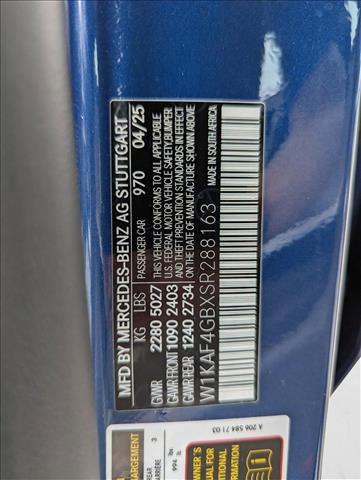 MFD BY MERCEDES-BENZ AG STUTTGART
KG LBS PASSENGER CAR 970 04/25
GVWR 2280 5027 THIS VEHICLE CONFORMS TO ALL APPLICABLE
GAWR FRONT 1090 2403 U.S. FEDERAL MOTOR VEHICLE SAFETY, BUMPER,
GAWR REAR 1240 2734 AND THEFT PREVENTION STANDARDS IN EFFECT
ON THE DATE OF MANUFACTURE SHOWN ABOVE.
W1KAF4GBXSR288163 MADE IN SOUTH AFRICA
A 206 584 71 03
3
994 lb.